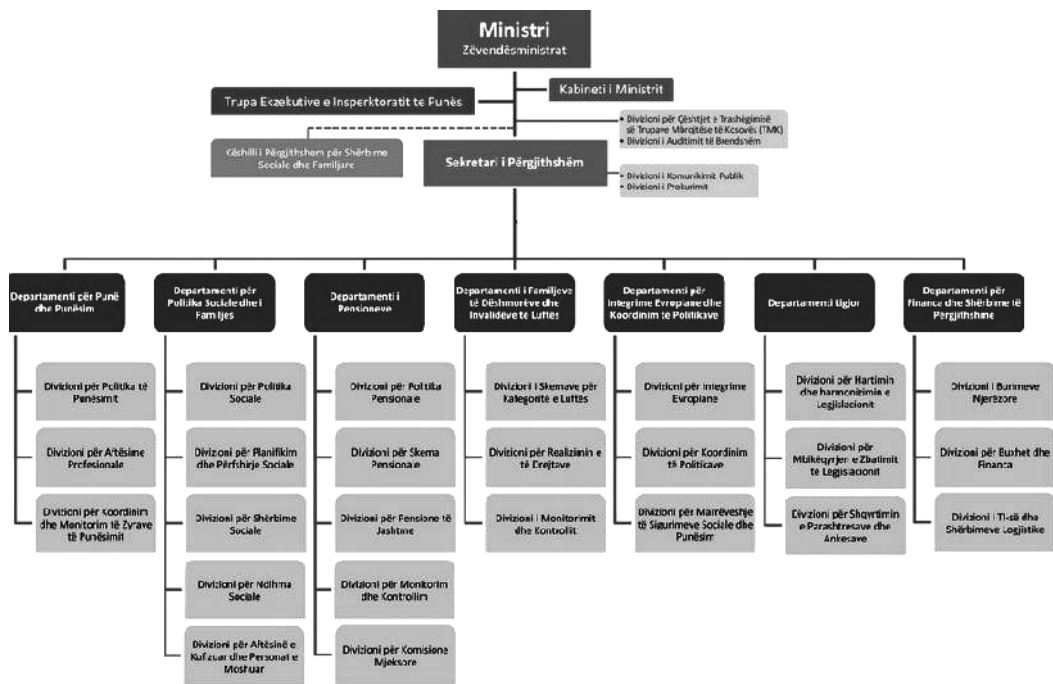 Ministri
Zëvendësministrat
Kabineti i Ministrit
Trupa Ekzekutive e Insperktoratit te Punës
• Divizioni për Çështjet e Trashëgimisë
së Trupave Mbrojtëse të Kosovës (TMK)
• Divizioni i Auditimit të Brendshëm
Këshilli i Përgjithshem për Shërbime
Sociale dhe Familjare
Sekretari i Përgjithshëm
• Divizioni i Komunikimit Publik
• Divizioni i Prokurimit
Departamenti për Punë
dhe Punësim
Departamenti për
Politika Sociale dhe i
Familjes
Departamenti i
Pensioneve
Departamenti i Familjeve
të Dëshmorëve dhe
Invalidëve të Luftës
Departamenti për
Integrime Evropiane dhe
Koordinim të Politikave
Departamenti Ligjor
Departamenti për
Financa dhe Shërbime të
Përgjithshme
Divizioni për Politika të
Punësimit
Divizioni për Aftësime
Profesionale
Divizioni për Koordinim
dhe Monitorim të Zyrave
të Punësimit
Divizioni për Politika
Sociale
Divizioni për Planifikim
dhe Përfshirje Sociale
Divizioni për Shërbime
Sociale
Divizioni për Ndihma
Sociale
Divizioni për Aftësinë e
Kufizuar dhe Personat e
Moshuar
Divizioni për Politika
Pensionale
Divizioni për Skema
Pensionale
Divizioni për Pensione të
Jashtme
Divizioni për Monitorim
dhe Kontrollim
Divizioni për Komisione
Mjeksore
Divizioni i Skemave për
Kategoritë e Luftës
Divizioni për Realizimin e
të Drejtave
Divizioni i Monitorimit
dhe Kontrollit
Divizioni për Integrime
Evropiane
Divizioni për Koordinim
të Politikave
Divizioni për Marrëveshje
të Sigurimeve Sociale dhe
Punësim
Divizioni për Hartimin
dhe harmonizimin e
Legjislacionit
Divizioni për
Mbikëqyrjen e Zbatimit
të Legjislacionit
Divizioni për Shqyrtimin
e Parashtresave dhe
Ankesave
Divizioni i Burimeve
Njerëzore
Divizioni për Buxhet dhe
Financa
Divizioni i TI-së dhe
Shërbimeve Logjistike